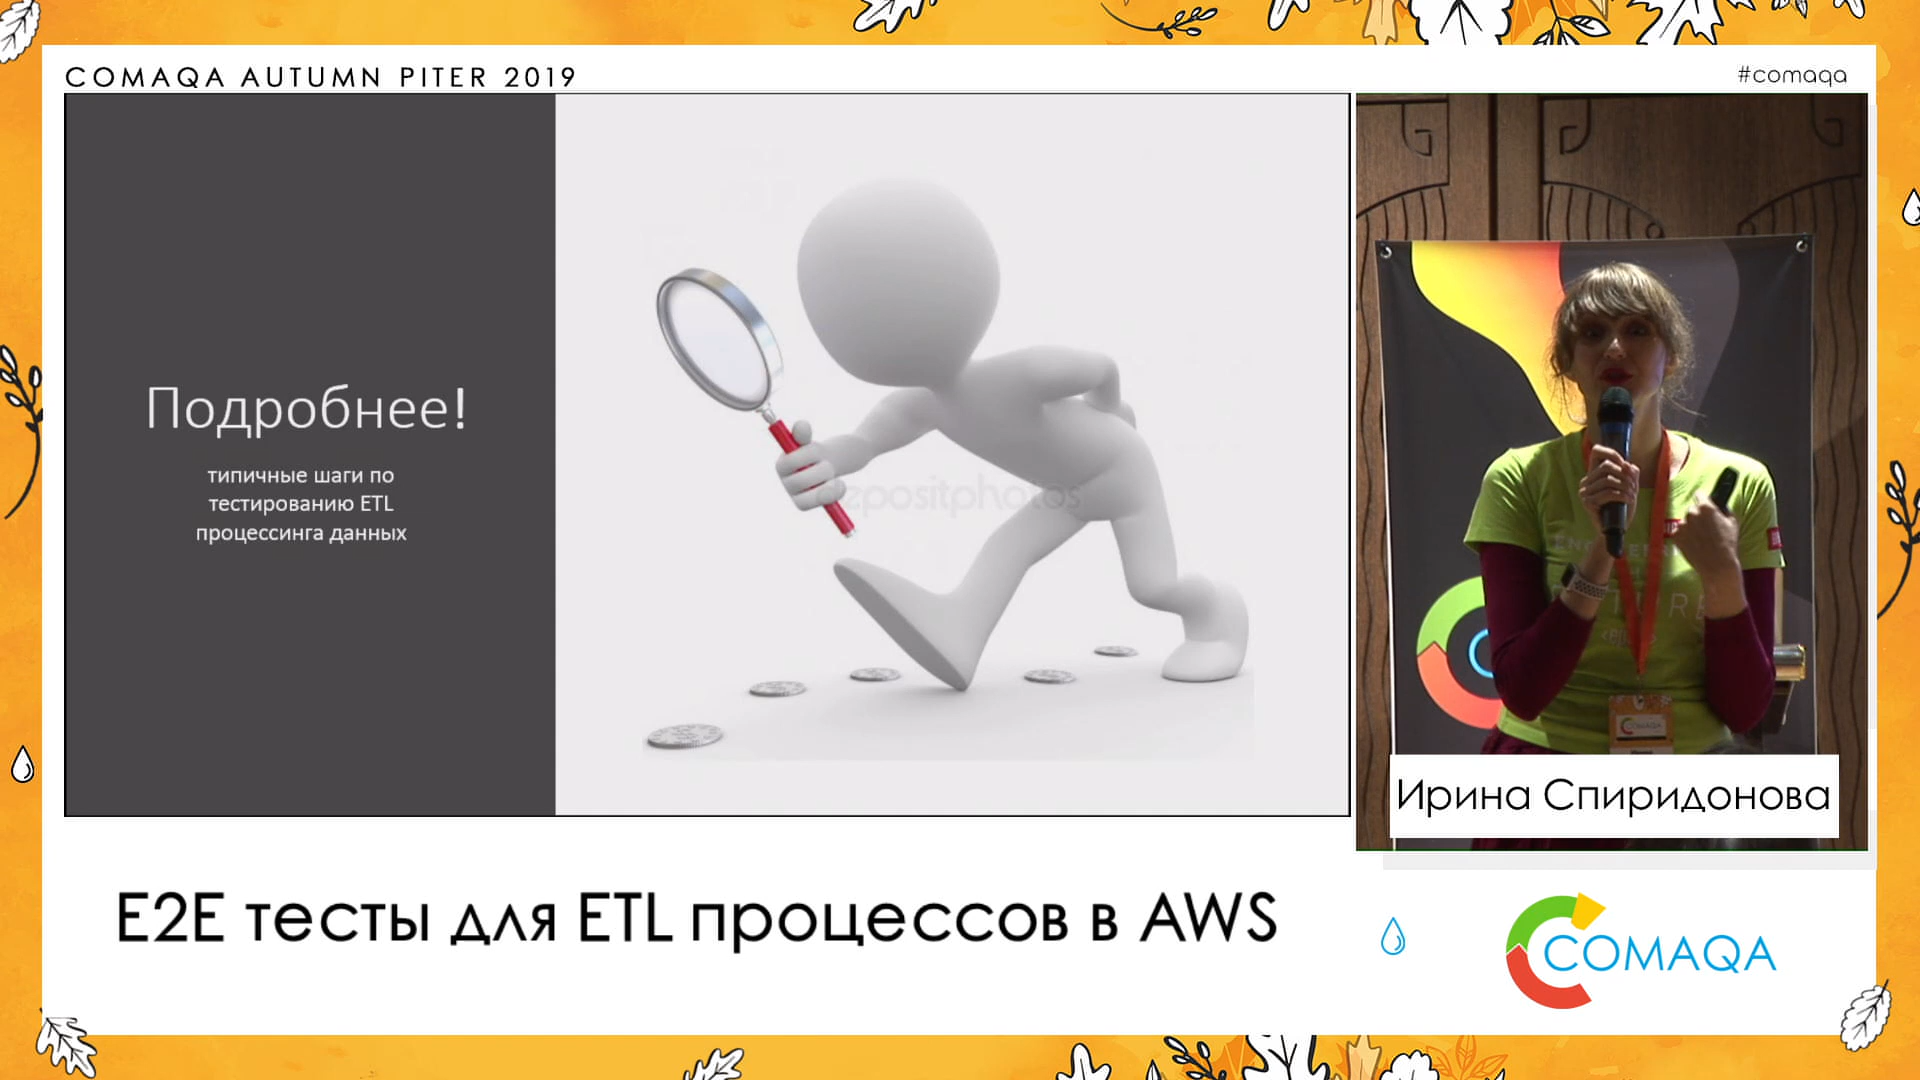 COMAQA AUTUMN PITER 2019
#comaqa
Подробнее!
типичные шаги по
тестированию ETL
процессинга данных
depositphotos
Ирина Спиридонова
E2E тесты для ETL процессов в AWS
COMAQA